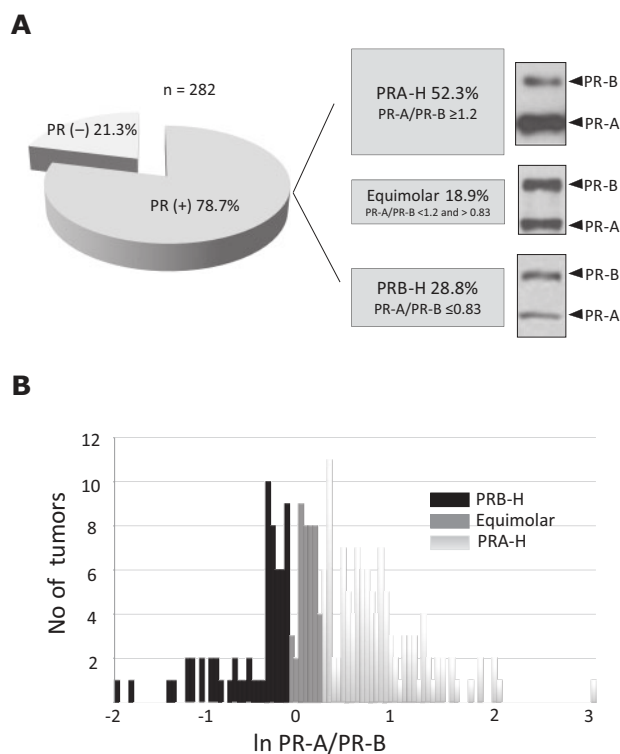 A
n = 282
PR (–) 21.3%
PR (+) 78.7%
PRA-H 52.3%
PR-A/PR-B ≥1.2
PR-B
PR-A
Equimolar 18.9%
PR-A/PR-B <1.2 and > 0.83
PR-B
PR-A
PRB-H 28.8%
PR-A/PR-B ≤0.83
PR-B
PR-A
B
No of tumors
12
10
8
6
4
2
PRB-H
Equimolar
PRA-H
-2 -1 0 1 2 3
ln PR-A/PR-B